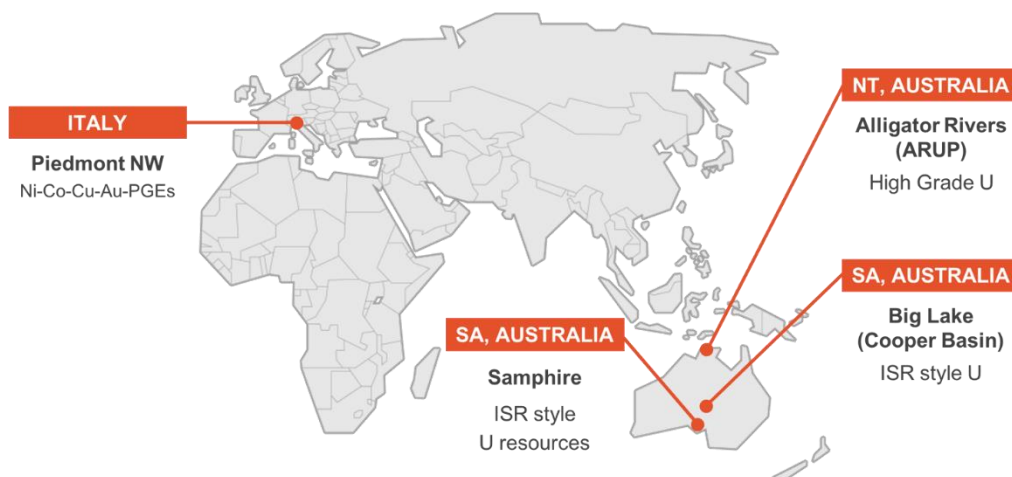 ITALY
Piedmont NW
Ni-Co-Cu-Au-PGEs
NT, AUSTRALIA
Alligator Rivers
(ARUP)
High Grade U
SA, AUSTRALIA
Big Lake
(Cooper Basin)
ISR style U
SA, AUSTRALIA
Samphire
ISR style
U resources